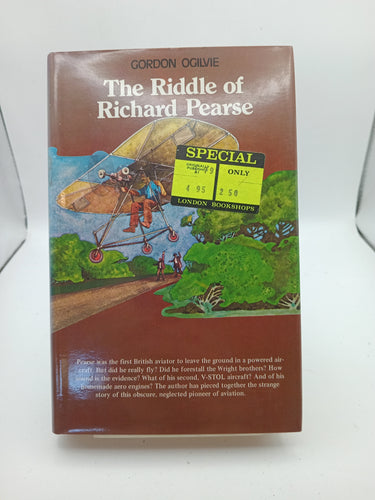 GORDON OGILVIE
The Riddle of
Richard Pearse
SPECIAL
ORIGINALLY
PUBLISHED
AT
ONLY
4 95
2 50
LONDON BOOKSHOPS
Pearse was the first British aviator to leave the ground in a powered air-
craft. But did he really fly? Did he forestall the Wright brothers? How
sound is the evidence? What of his second, V-STOL aircraft? And of his
homemade aero engines? The author has pieced together the strange
story of this obscure, neglected pioneer of aviation.